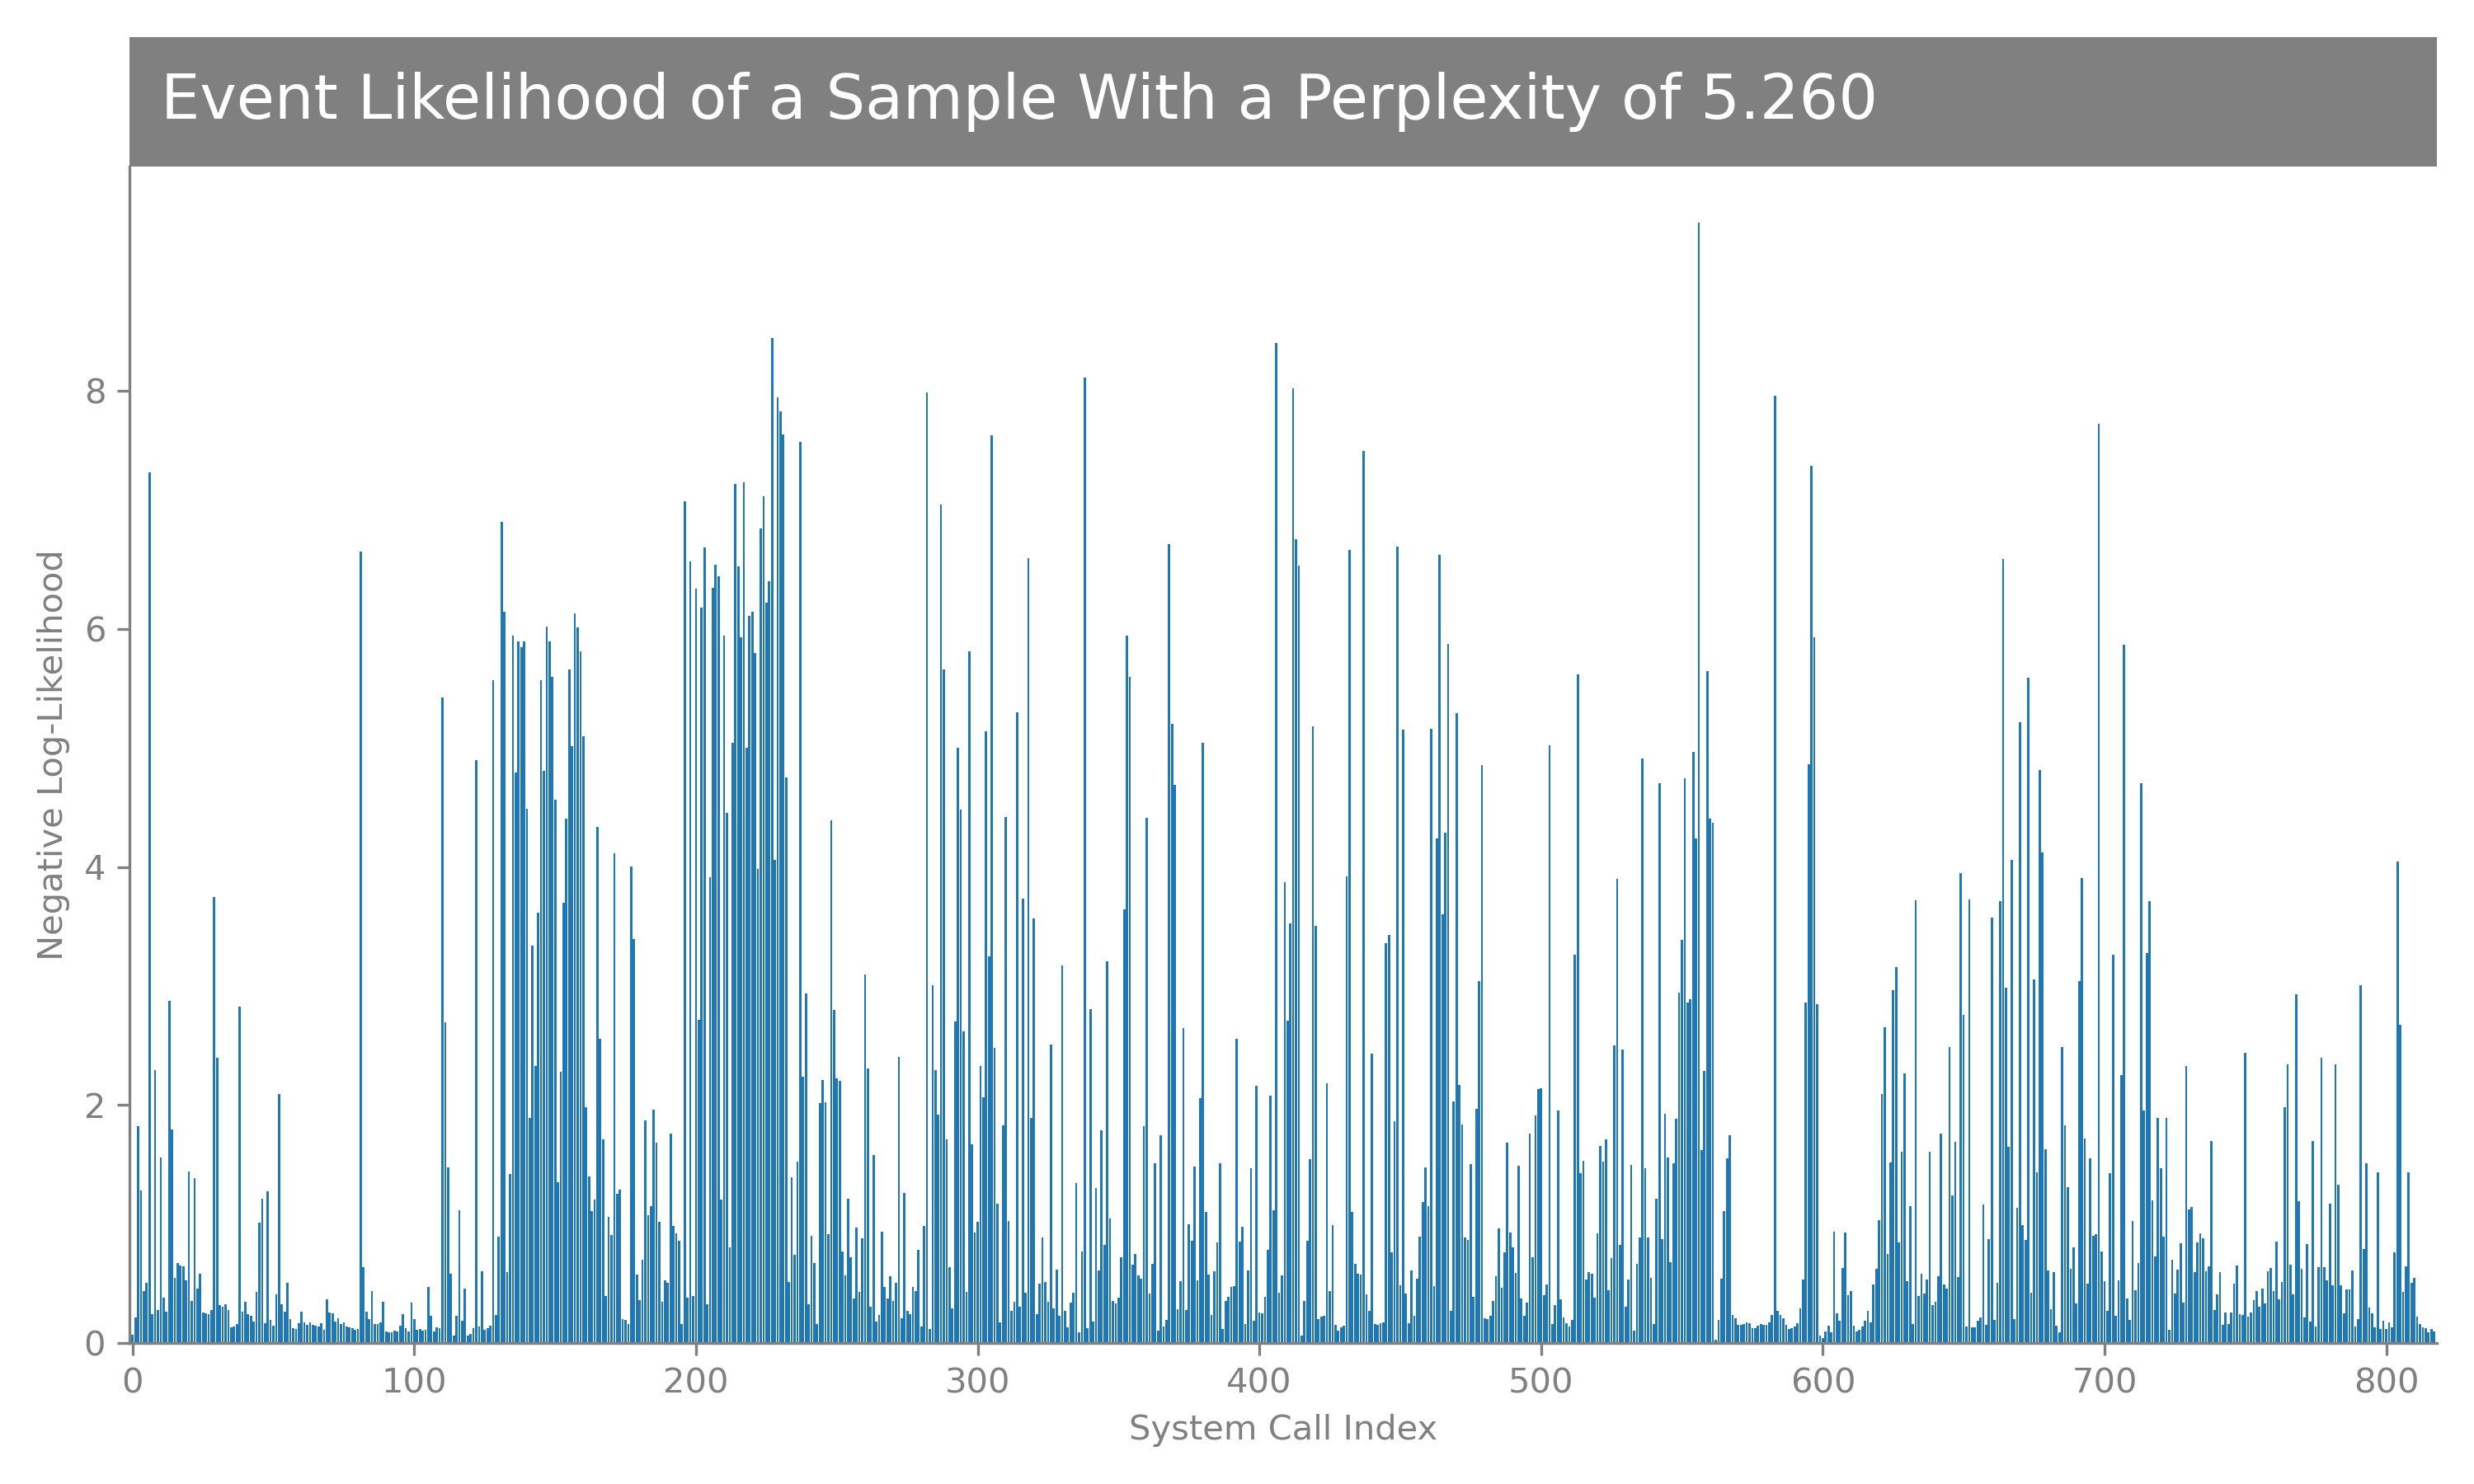 Event Likelihood of a Sample With a Perplexity of 5.260
Negative Log-Likelihood
8
6
4
2
0
0 100 200 300 400 500 600 700 800
System Call Index